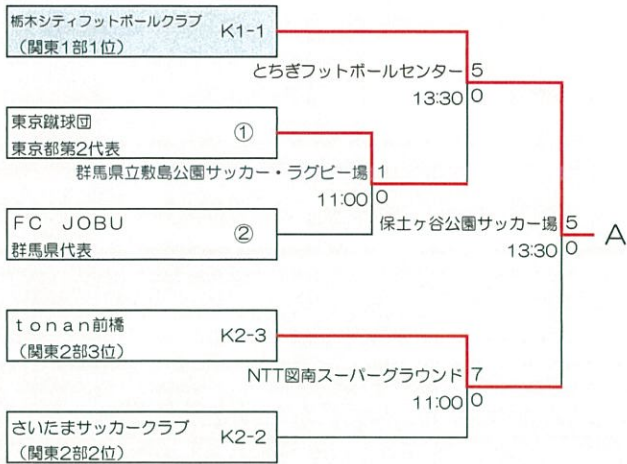 栃木シティフットボールクラブ K1-1
（関東1部1位）
とちぎフットボールセンター 5
13:30 0
東京蹴球団 ①
東京都第2代表
群馬県立敷島公園サッカー・ラグビー場 1
11:00 0
FC JOBU ②
群馬県代表
保土ヶ谷公園サッカー場 5
13:30 0
A
tonan前橋 K2-3
（関東2部3位）
NTT図南スーパーグラウンド 7
11:00 0
さいたまサッカークラブ K2-2
（関東2部2位）